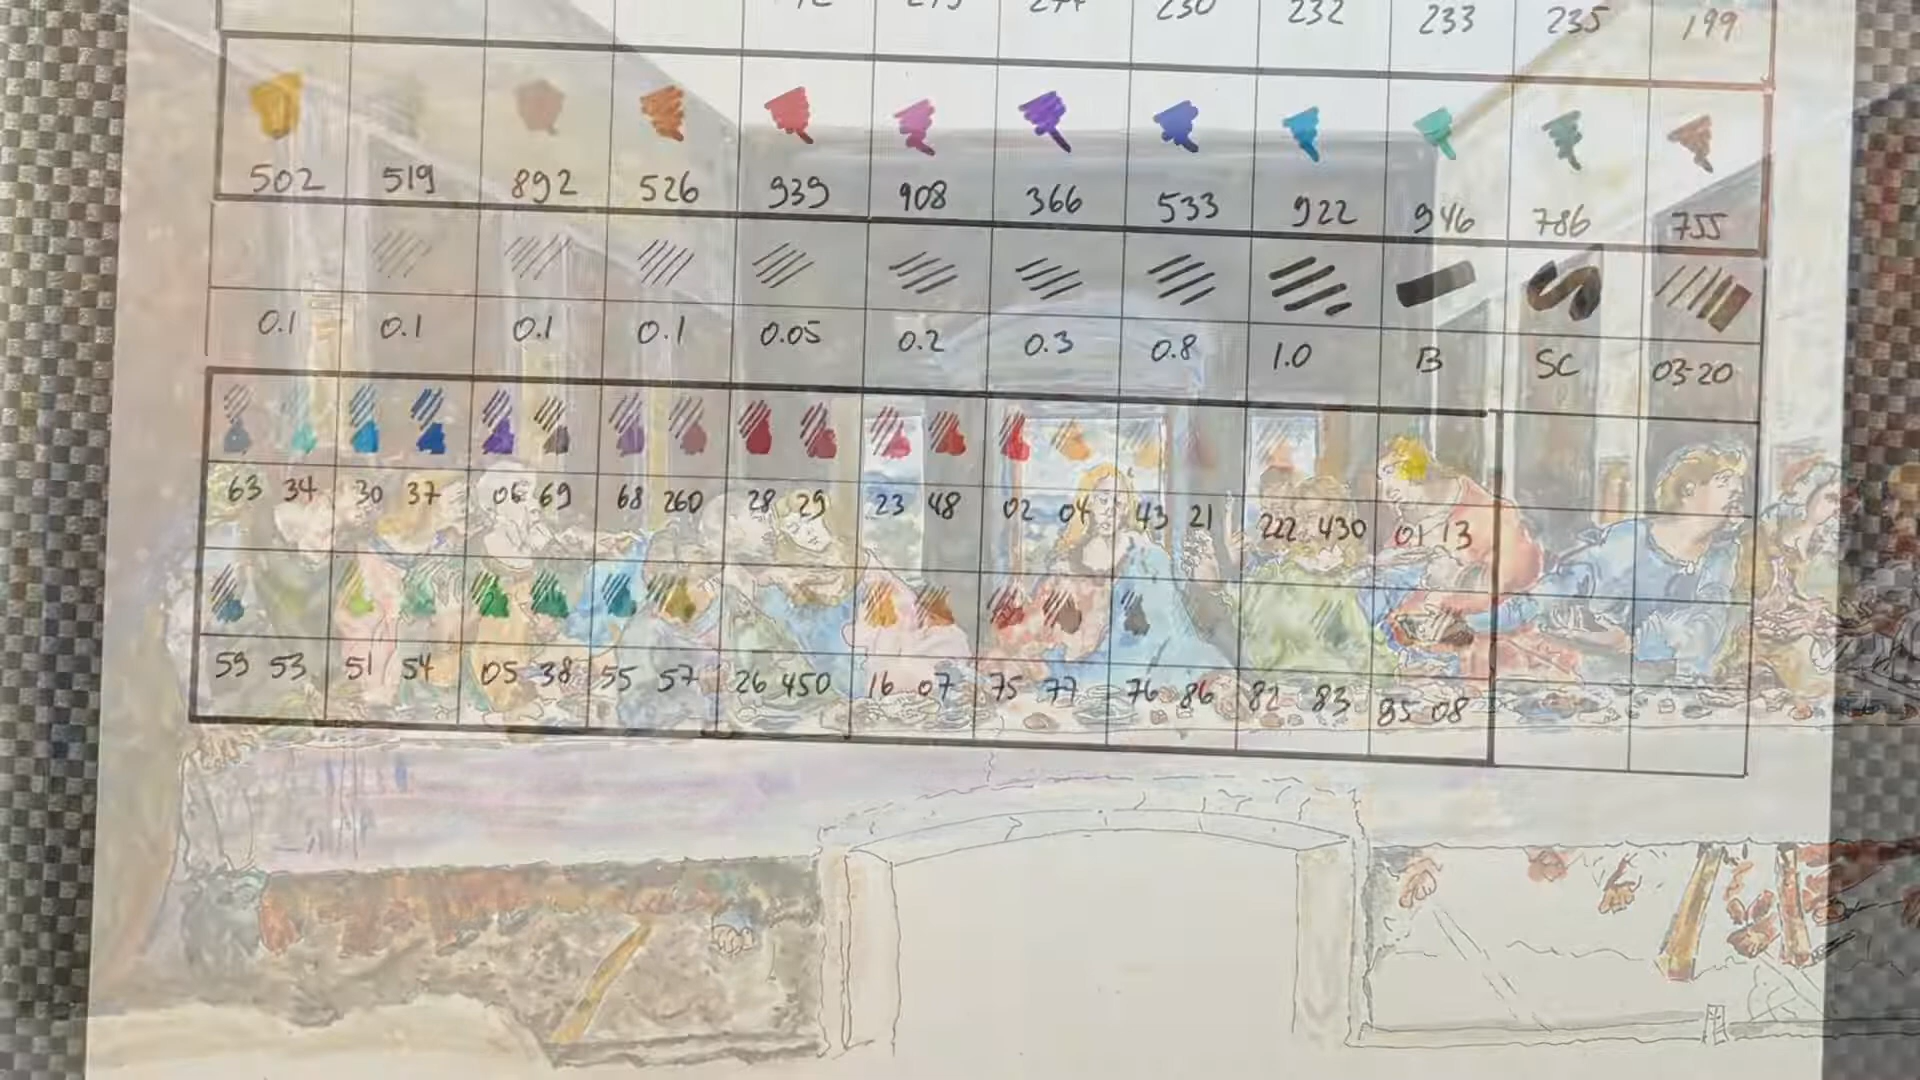 230 232 233 235 199
502 519 892 526 939 908 366 533 922 946 786 755
0.1 0.1 0.1 0.1 0.05 0.2 0.3 0.8 1.0 B SC 03-20
63 34 30 37 06 69 68 260 28 29 23 48 02 04 43 21 222 430 01 13
59 53 51 54 05 38 55 57 26 450 16 07 75 77 76 86 82 83 85 08